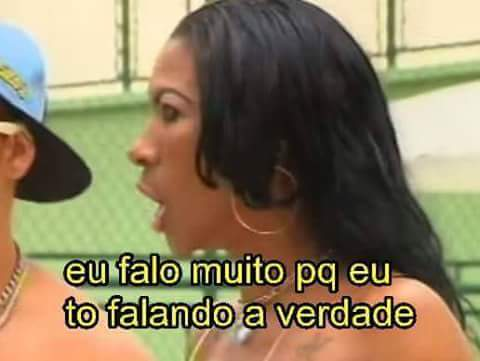 eu falo muito pq eu
to falando a verdade